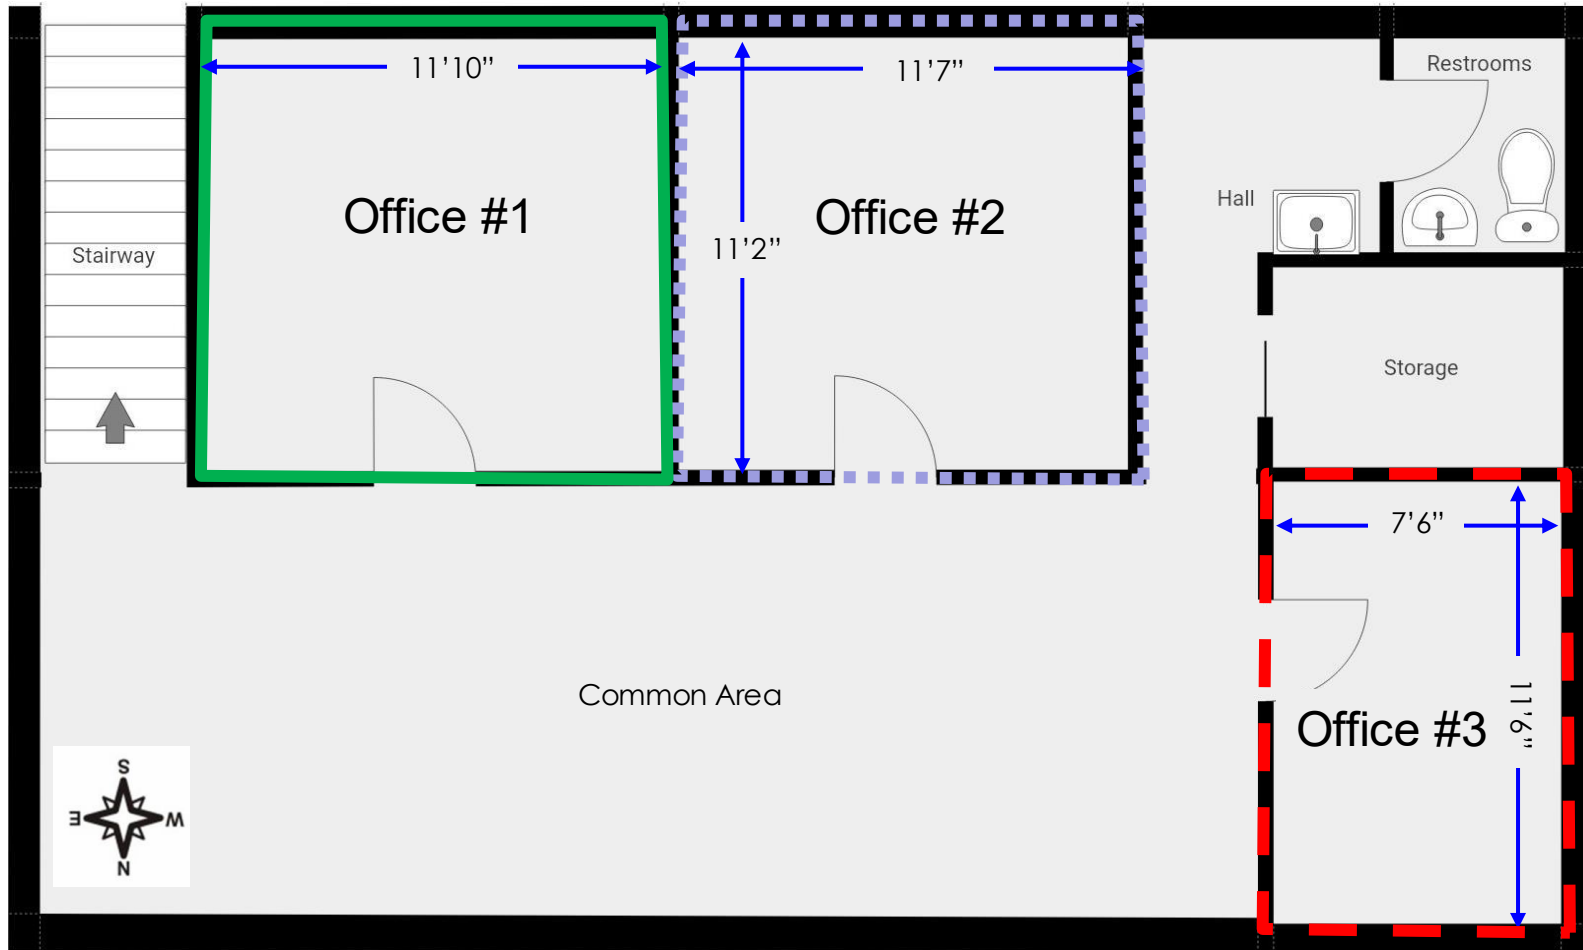 11’10”
11’7”
Restrooms
Office #1
Office #2
Hall
11’2”
Stairway
Storage
7’6”
11’6”
Common Area
Office #3
S
E W
N